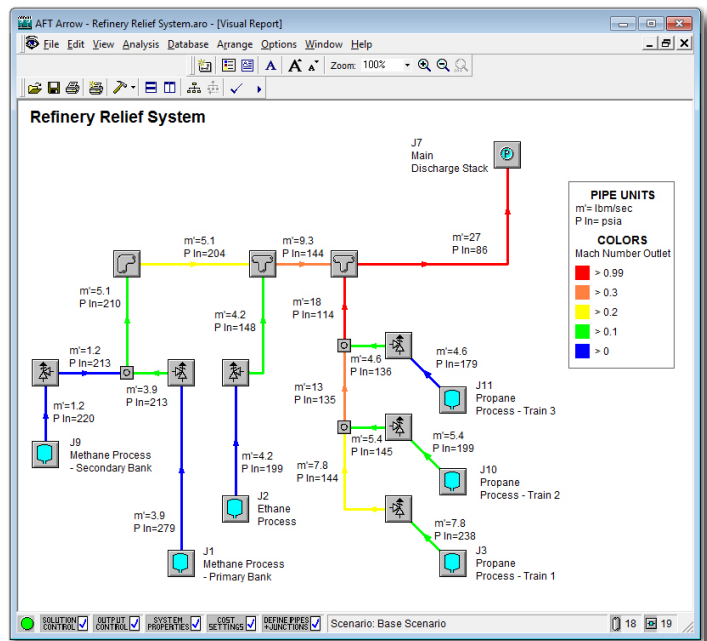 AFT Arrow - Refinery Relief System.aro - [Visual Report]
File Edit View Analysis Database Arrange Options Window Help
A A A Zoom: 100%
Refinery Relief System
J7
Main
Discharge Stack
PIPE UNITS
m'= lbm/sec
P In= psia
COLORS
Mach Number Outlet
> 0.99
> 0.3
> 0.2
> 0.1
> 0
m'=5.1
P In=204
m'=9.3
P In=144
m'=27
P In=86
m'=5.1
P In=210
m'=4.2
P In=148
m'=18
P In=114
m'=1.2
P In=213
m'=3.9
P In=213
m'=4.6
P In=136
m'=4.6
P In=179
m'=1.2
P In=220
m'=13
P In=135
J11
Propane
Process - Train 3
J9
Methane Process
- Secondary Bank
m'=4.2
P In=199
m'=5.4
P In=145
m'=5.4
P In=199
m'=7.8
P In=144
J10
Propane
Process - Train 2
J2
Ethane
Process
m'=3.9
P In=279
m'=7.8
P In=238
J1
Methane Process
- Primary Bank
J3
Propane
Process - Train 1
SOLUTION CONTROL
OUTPUT CONTROL
SYSTEM PROPERTIES
COST SETTINGS
DEFINE PIPES +JUNCTIONS
Scenario: Base Scenario
18
19